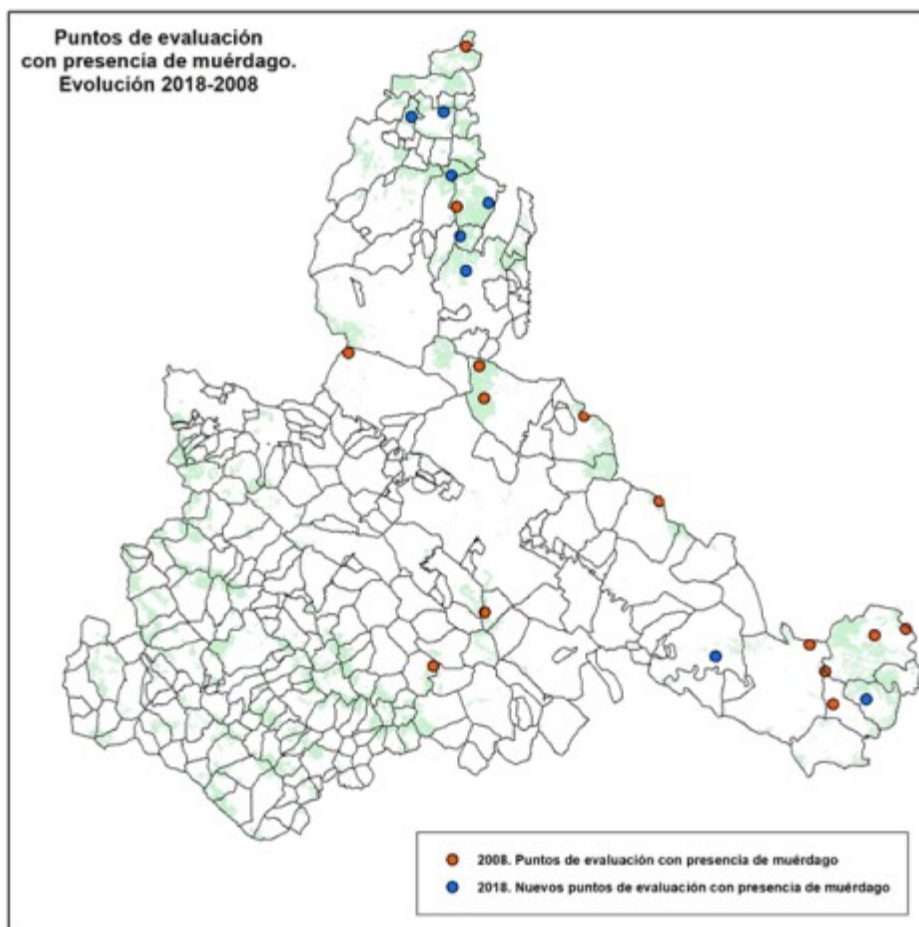 Puntos de evaluación
con presencia de muérdago.
Evolución 2018-2008
2008. Puntos de evaluación con presencia de muérdago
2018. Nuevos puntos de evaluación con presencia de muérdago